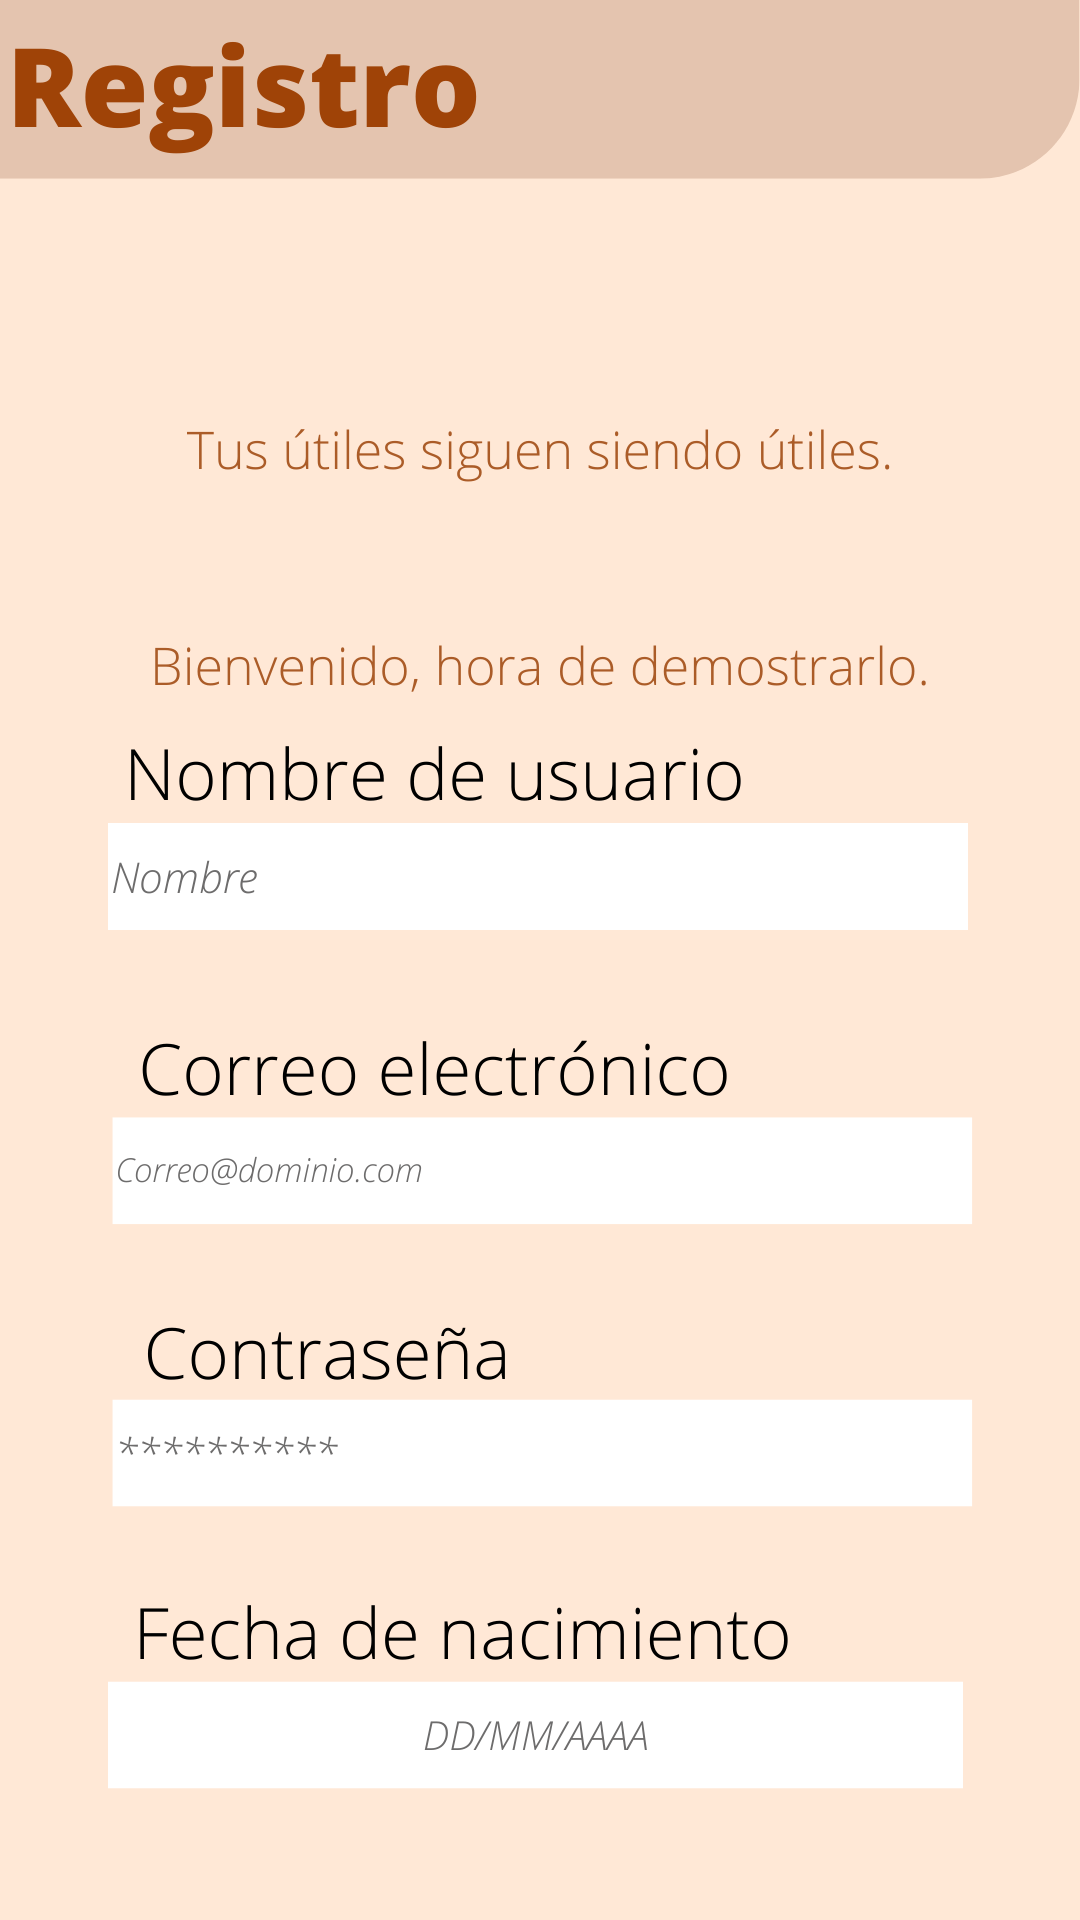 Registro
Tus útiles siguen siendo útiles.
Bienvenido, hora de demostrarlo.
Nombre de usuario
Nombre
Correo electrónico
Correo@dominio.com
Contraseña
**********
Fecha de nacimiento
DD/MM/AAAA